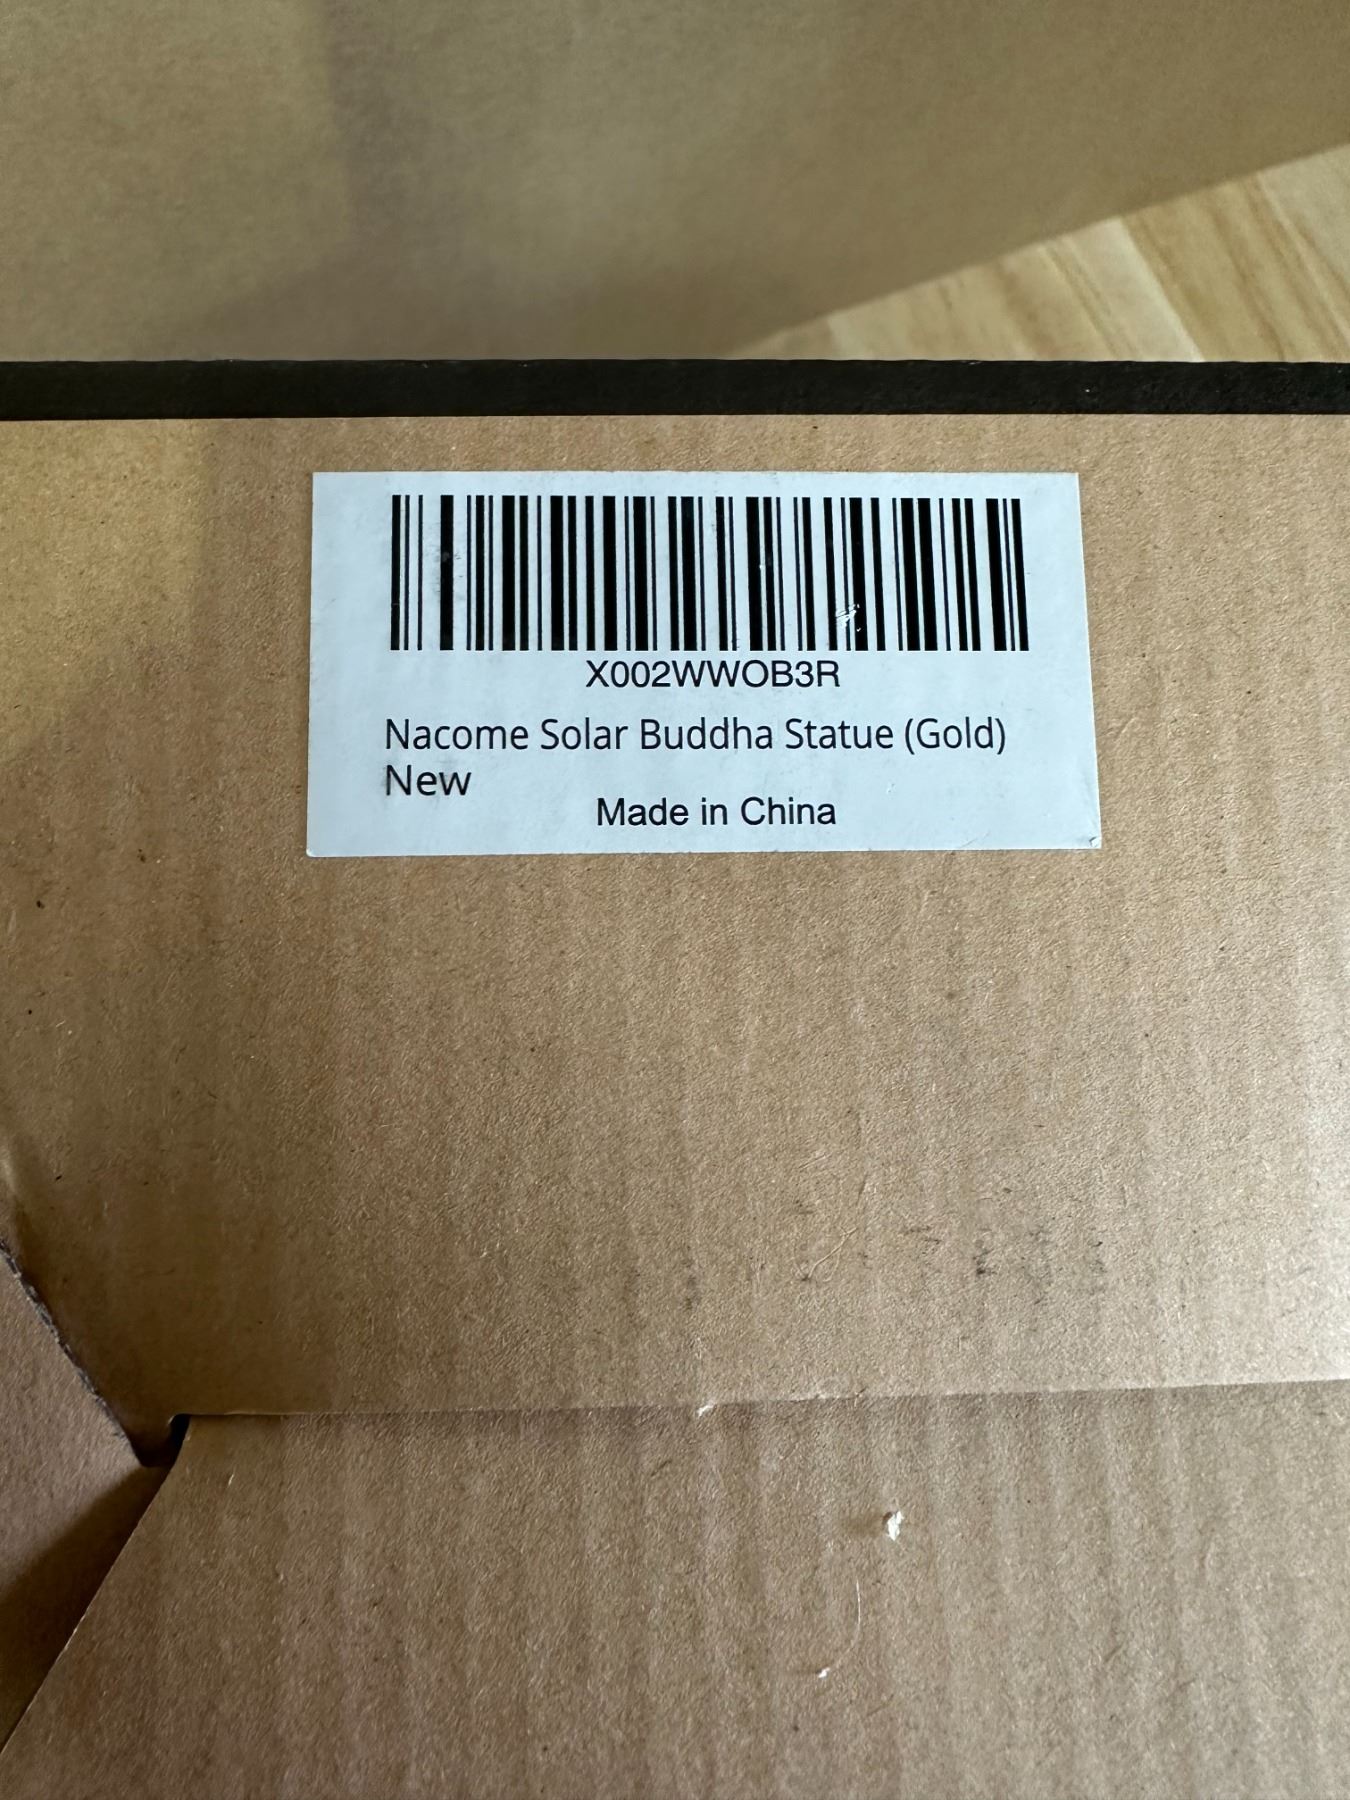 X002WWOB3R
Nacome Solar Buddha Statue (Gold)
New
Made in China